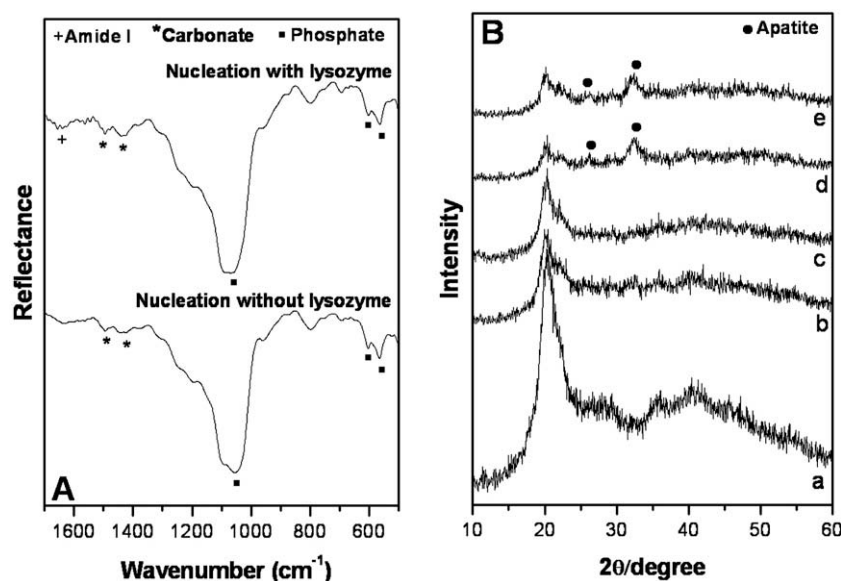 A
+Amide I *Carbonate ▪ Phosphate
Nucleation with lysozyme
+ * * ▪ ▪
▪
Nucleation without lysozyme
* * ▪ ▪
▪
Reflectance
1600 1400 1200 1000 800 600
Wavenumber (cm-1)
B
● Apatite
e
d
c
b
a
Intensity
10 20 30 40 50 60
2θ/degree